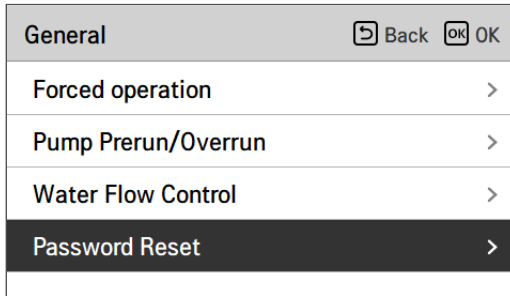 General Back OK OK
Forced operation
Pump Prerun/Overrun
Water Flow Control
Password Reset